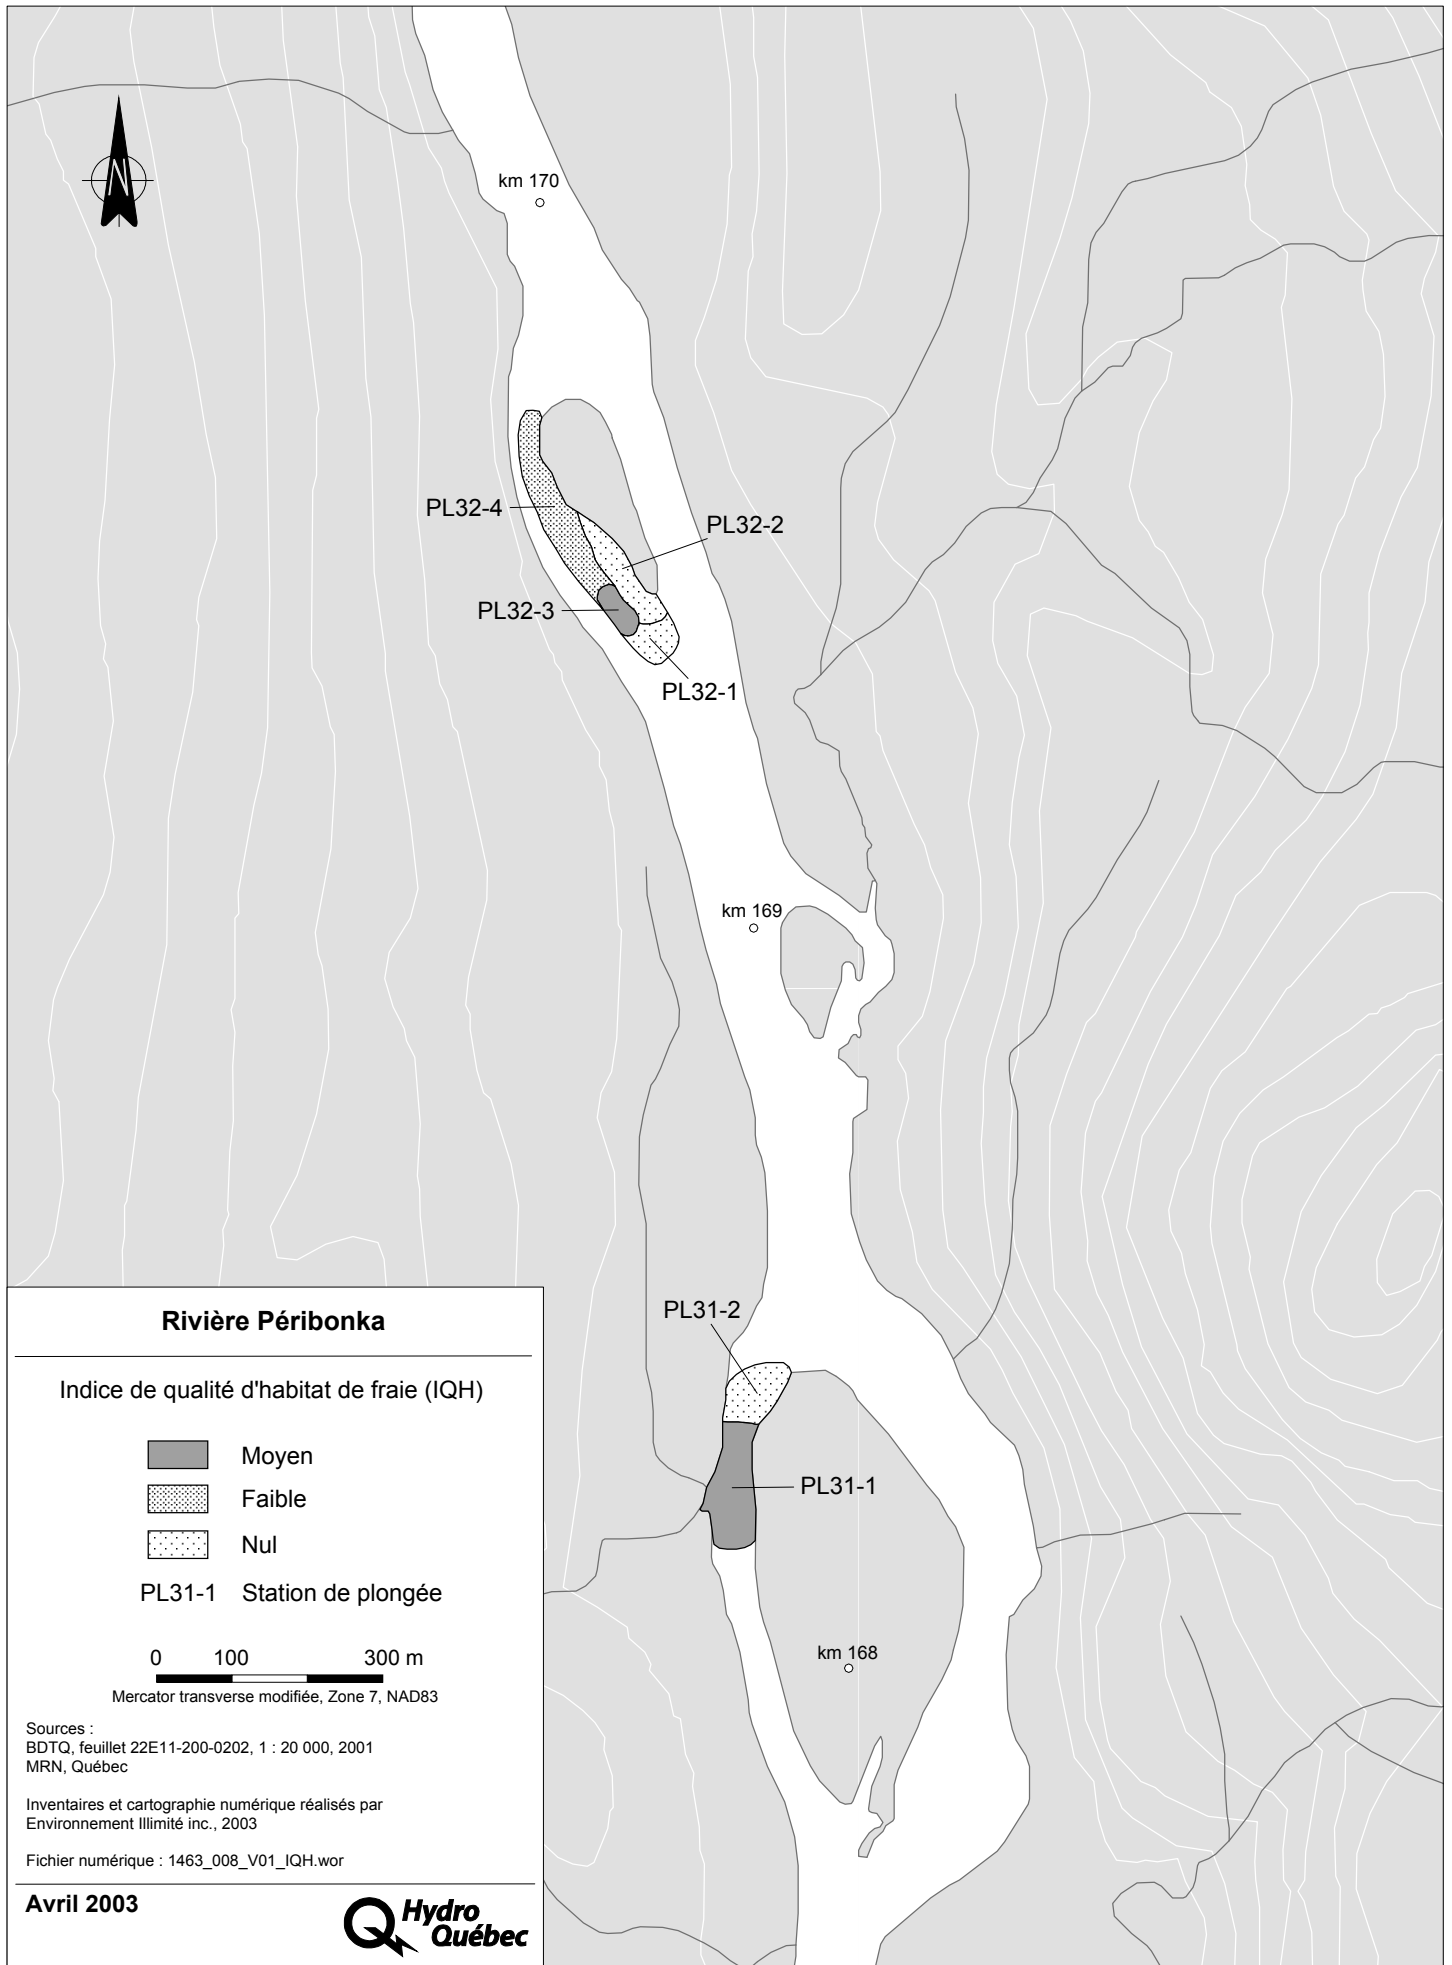 N
km 170
PL32-4
PL32-2
PL32-3
PL32-1
km 169
PL31-2
PL31-1
km 168
Rivière Péribonka
Indice de qualité d'habitat de fraie (IQH)
Moyen
Faible
Nul
PL31-1 Station de plongée
0 100 300 m
Mercator transverse modifiée, Zone 7, NAD83
Sources :
BDTQ, feuillet 22E11-200-0202, 1 : 20 000, 2001
MRN, Québec
Inventaires et cartographie numérique réalisés par
Environnement Illimité inc., 2003
Fichier numérique : 1463_008_V01_IQH.wor
Avril 2003
Hydro
Québec